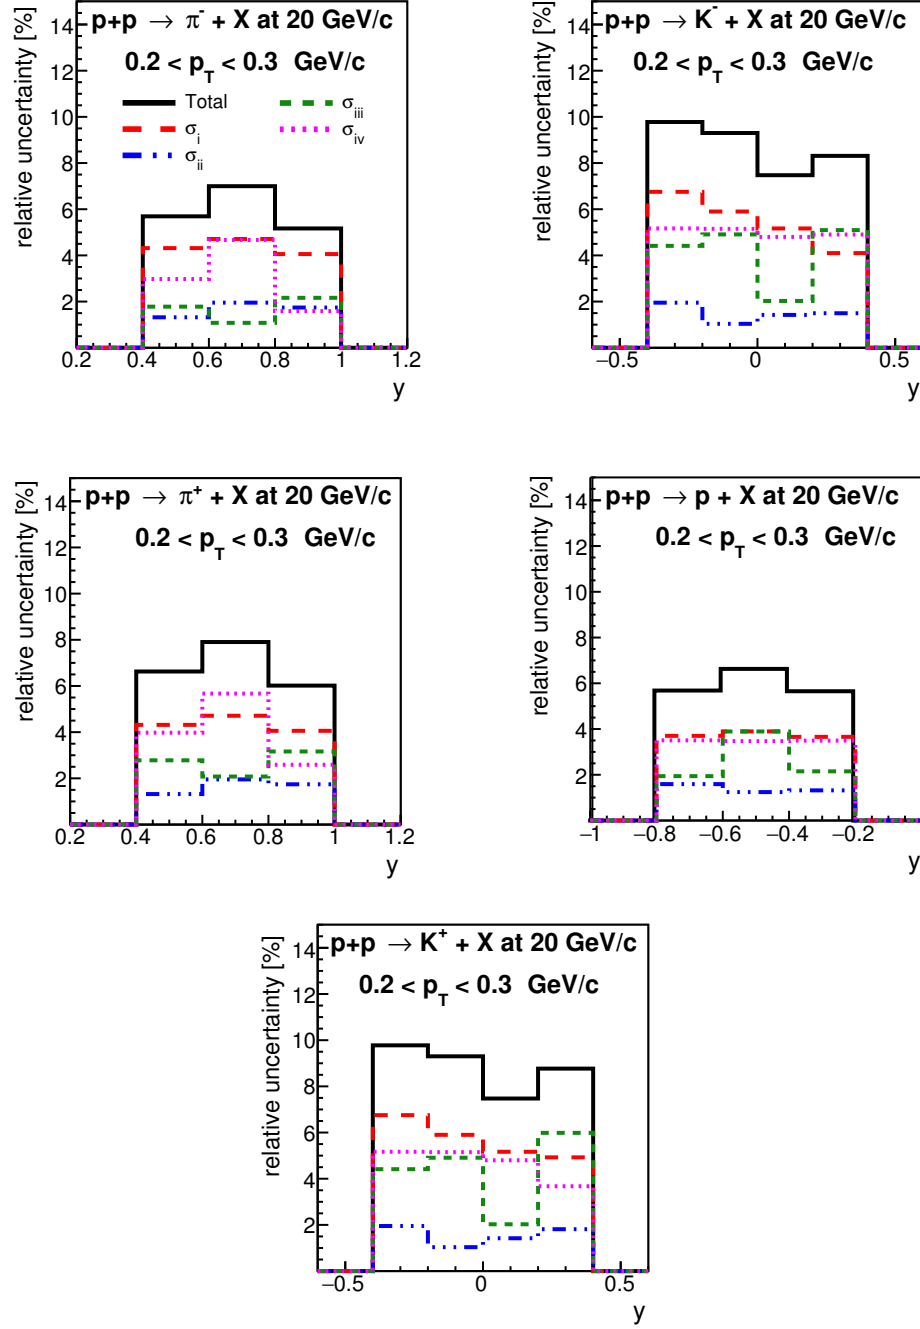 relative uncertainty [%]
p+p → π⁻ + X at 20 GeV/c
0.2 < p_T < 0.3 GeV/c
Total
σ_i
σ_ii
σ_iii
σ_iv
14
12
10
8
6
4
2
0.2 0.4 0.6 0.8 1 1.2
y
relative uncertainty [%]
p+p → K⁻ + X at 20 GeV/c
0.2 < p_T < 0.3 GeV/c
14
12
10
8
6
4
2
−0.5 0 0.5
y
relative uncertainty [%]
p+p → π⁺ + X at 20 GeV/c
0.2 < p_T < 0.3 GeV/c
14
12
10
8
6
4
2
0.2 0.4 0.6 0.8 1 1.2
y
relative uncertainty [%]
p+p → p + X at 20 GeV/c
0.2 < p_T < 0.3 GeV/c
14
12
10
8
6
4
2
−1 −0.8 −0.6 −0.4 −0.2
y
relative uncertainty [%]
p+p → K⁺ + X at 20 GeV/c
0.2 < p_T < 0.3 GeV/c
14
12
10
8
6
4
2
−0.5 0 0.5
y